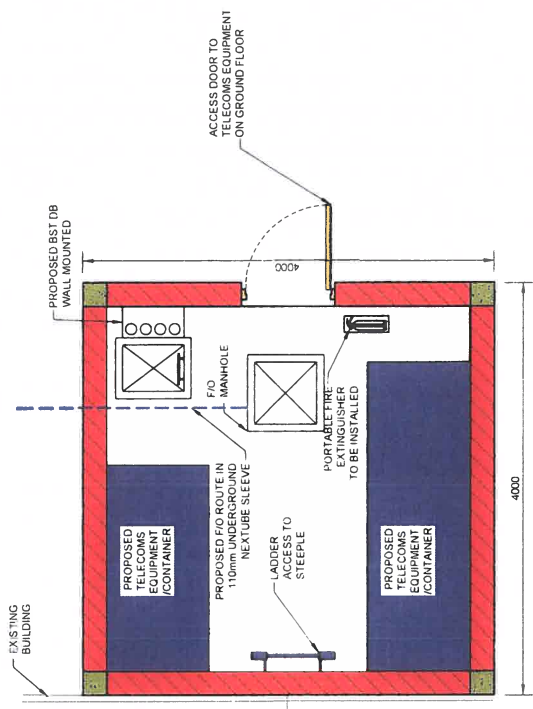 EXISTING
BUILDING
PROPOSED BST DB
WALL MOUNTED
ACCESS DOOR TO
TELECOMS EQUIPMENT
ON GROUND FLOOR
PROPOSED
TELECOMS
EQUIPMENT
/CONTAINER
PROPOSED F/O ROUTE IN
110mm UNDERGROUND
NEXTUBE SLEEVE
F/O
MANHOLE
LADDER
ACCESS TO
STEEPLE
PORTABLE FIRE
EXTINGUISHER
TO BE INSTALLED
PROPOSED
TELECOMS
EQUIPMENT
/CONTAINER
4000
4000